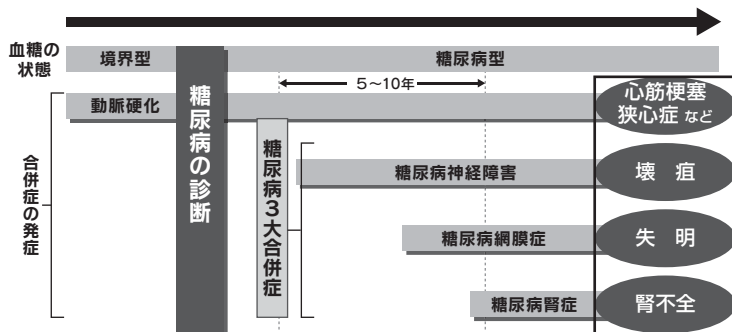 血糖の
状態
境界型
糖尿病型
5～10年
合併症の発症
動脈硬化
糖尿病の診断
糖尿病3大合併症
心筋梗塞
狭心症 など
糖尿病神経障害
壊疽
糖尿病網膜症
失明
糖尿病腎症
腎不全